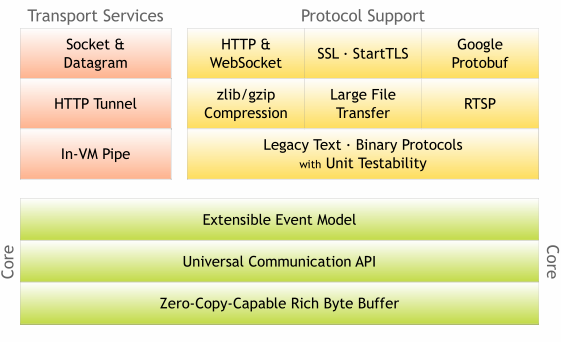 Transport Services
Socket &
Datagram
HTTP Tunnel
In-VM Pipe
Protocol Support
HTTP &
WebSocket
SSL · StartTLS
Google
Protobuf
zlib/gzip
Compression
Large File
Transfer
RTSP
Legacy Text · Binary Protocols
with Unit Testability
Core
Extensible Event Model
Universal Communication API
Zero-Copy-Capable Rich Byte Buffer
Core